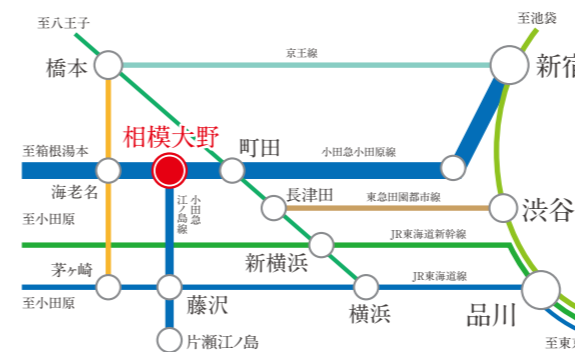 至八王子
至池袋
京王線
橋本
新宿
相模大野
至箱根湯本
町田
小田急小田原線
海老名
小田急
江ノ島線
長津田
東急田園都市線
至小田原
渋谷
JR東海道新幹線
新横浜
茅ヶ崎
JR東海道線
至小田原
藤沢
横浜
品川
片瀬江ノ島
至東